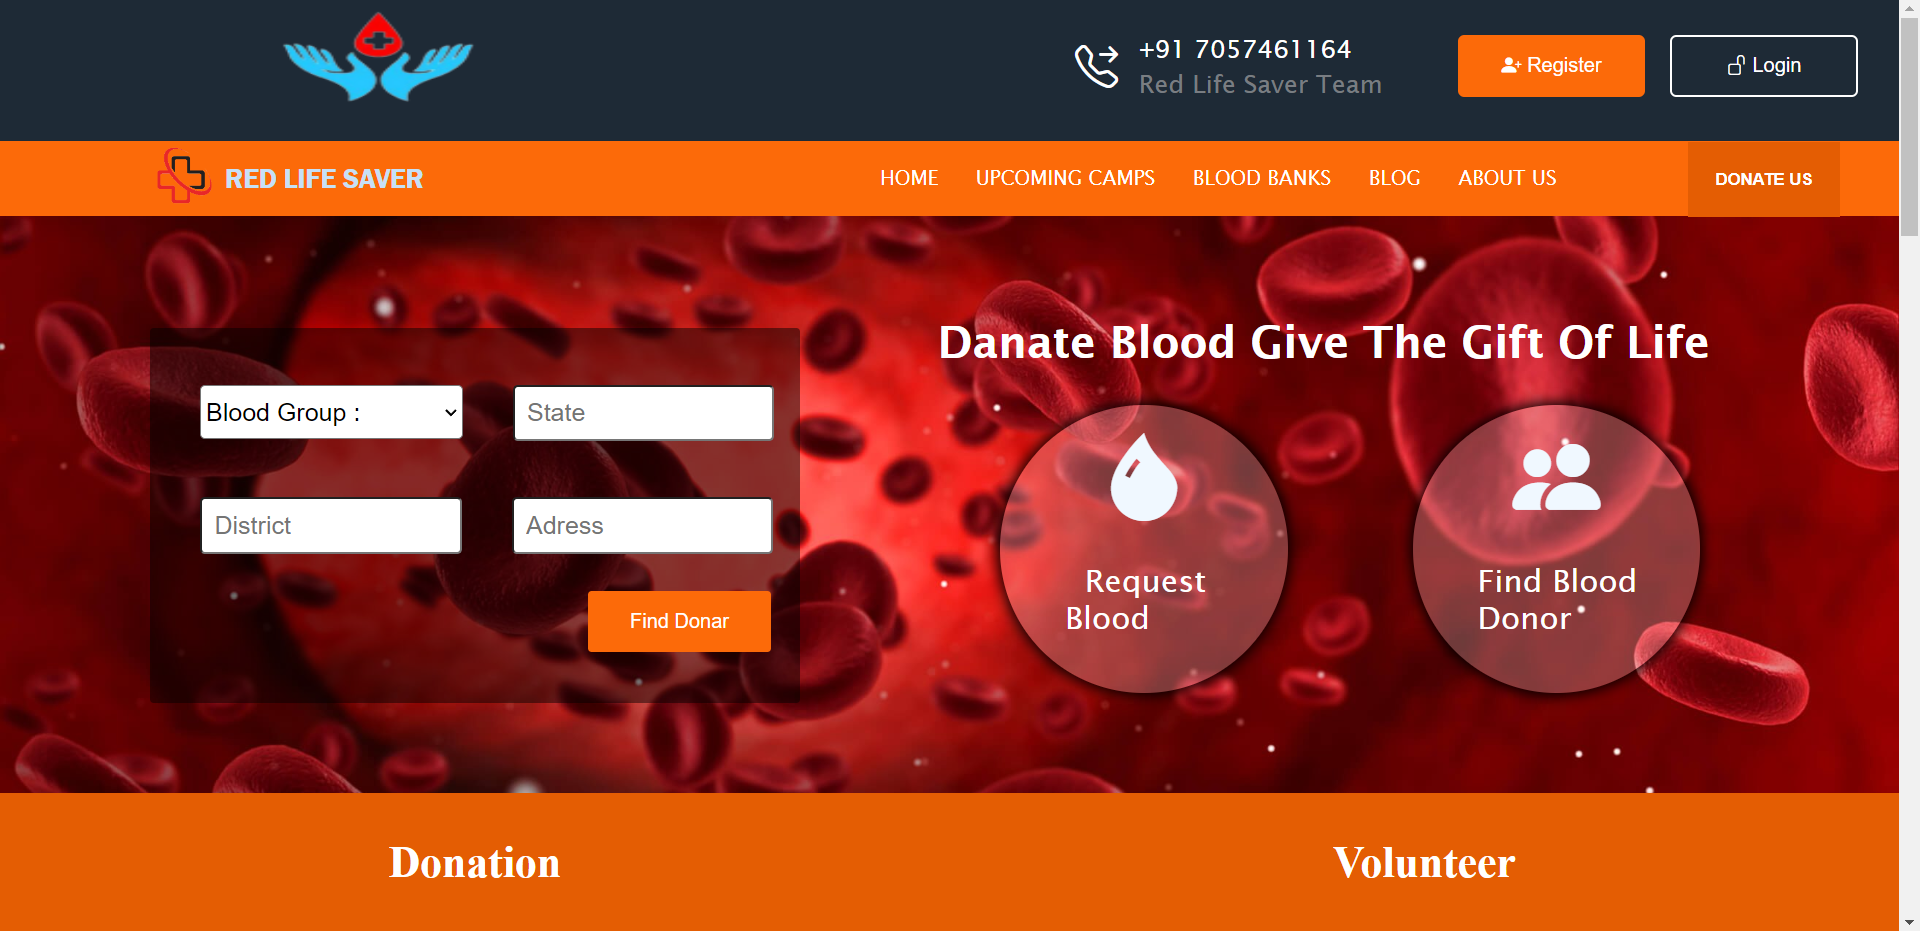 +91 7057461164
Red Life Saver Team
Register
Login
RED LIFE SAVER
HOME
UPCOMING CAMPS
BLOOD BANKS
BLOG
ABOUT US
DONATE US
Danate Blood Give The Gift Of Life
Blood Group :
State
District
Adress
Find Donar
Request
Blood
Find Blood
Donor
Donation
Volunteer